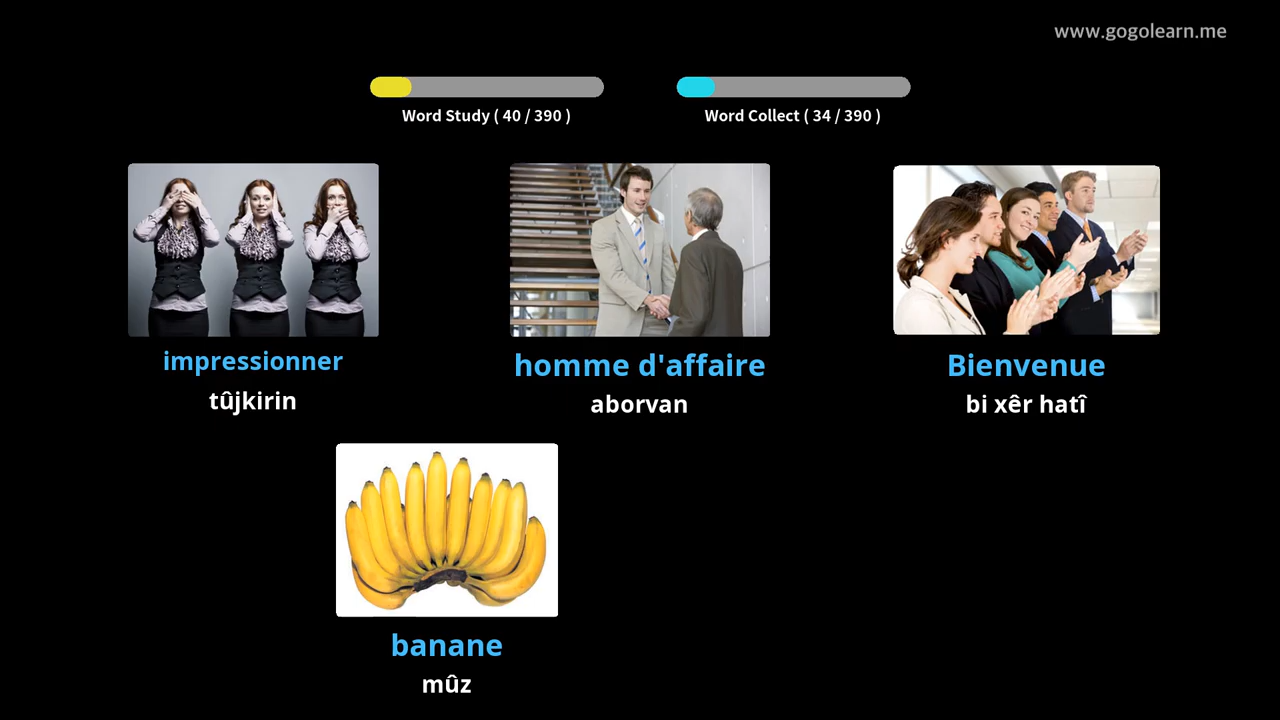 www.gogolearn.me
Word Study ( 40 / 390 )
Word Collect ( 34 / 390 )
impressionner
tûjkirin
homme d'affaire
aborvan
Bienvenue
bi xêr hatî
banane
mûz